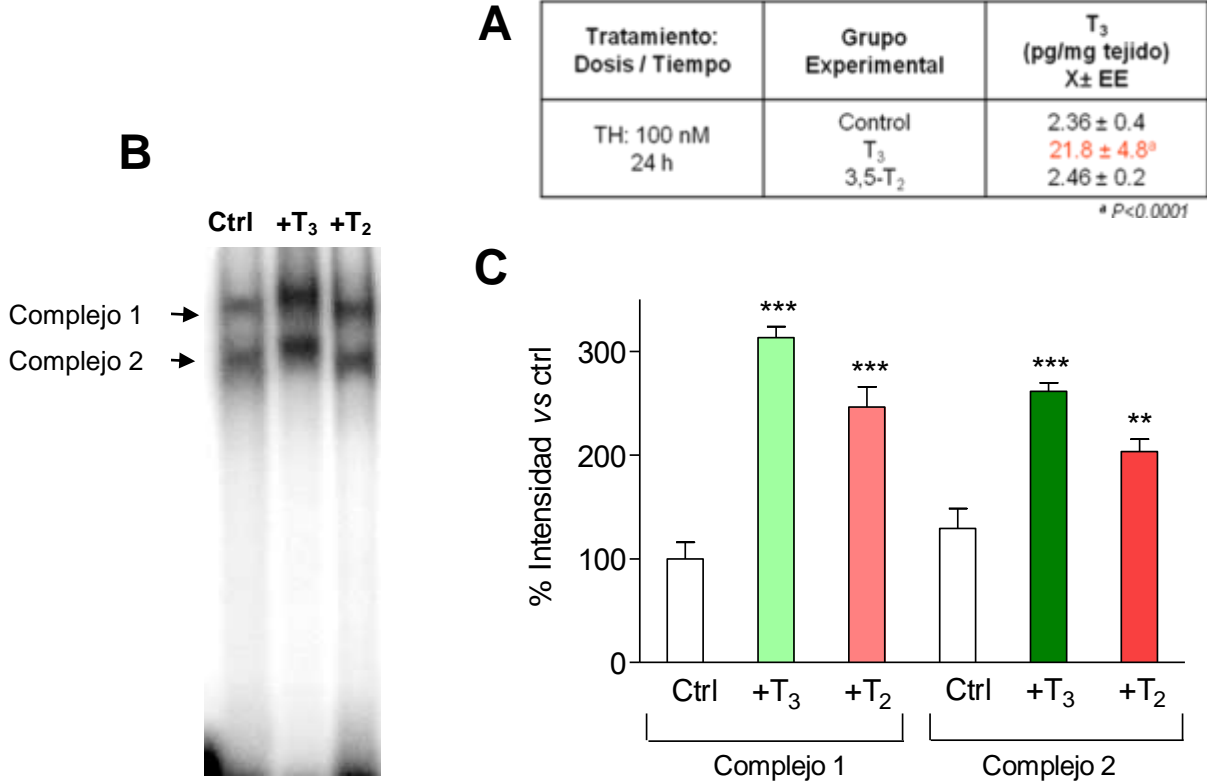 A
Tratamiento:
Dosis / Tiempo
Grupo
Experimental
T₃
(pg/mg tejido)
X± EE
TH: 100 nM
24 h
Control
T₃
3,5-T₂
2.36 ± 0.4
21.8 ± 4.8ᵃ
2.46 ± 0.2
ᵃ P<0.0001
B
Ctrl +T₃ +T₂
Complejo 1
Complejo 2
C
% Intensidad vs ctrl
300
200
100
0
*** *** *** **
Ctrl +T₃ +T₂ Ctrl +T₃ +T₂
Complejo 1 Complejo 2